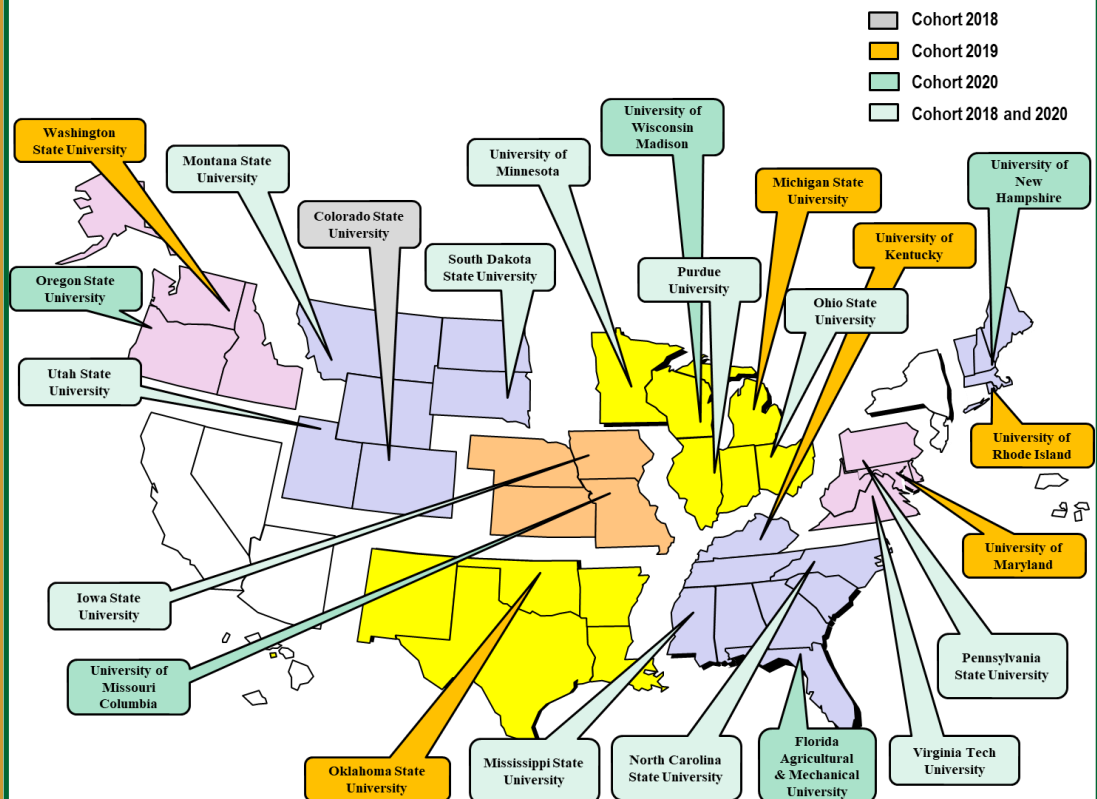 Cohort 2018
Cohort 2019
Cohort 2020
Cohort 2018 and 2020
Washington
State University
Montana State
University
Colorado State
University
University of
Minnesota
University of
Wisconsin
Madison
Michigan State
University
University of
Kentucky
University of
New
Hampshire
Oregon State
University
South Dakota
State University
Purdue
University
Ohio State
University
Utah State
University
University of
Rhode Island
Iowa State
University
University of
Maryland
University of
Missouri
Columbia
Pennsylvania
State University
Oklahoma State
University
Mississippi State
University
North Carolina
State University
Florida
Agricultural
& Mechanical
University
Virginia Tech
University